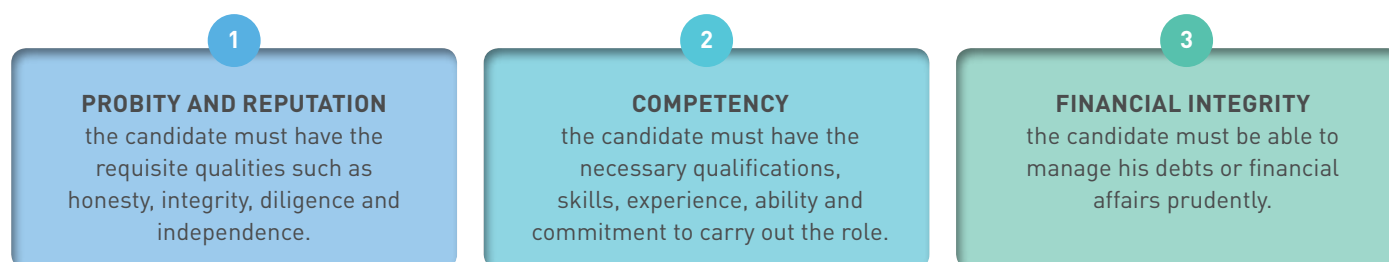 1
PROBITY AND REPUTATION
the candidate must have the
requisite qualities such as
honesty, integrity, diligence and
independence.
2
COMPETENCY
the candidate must have the
necessary qualifications,
skills, experience, ability and
commitment to carry out the role.
3
FINANCIAL INTEGRITY
the candidate must be able to
manage his debts or financial
affairs prudently.